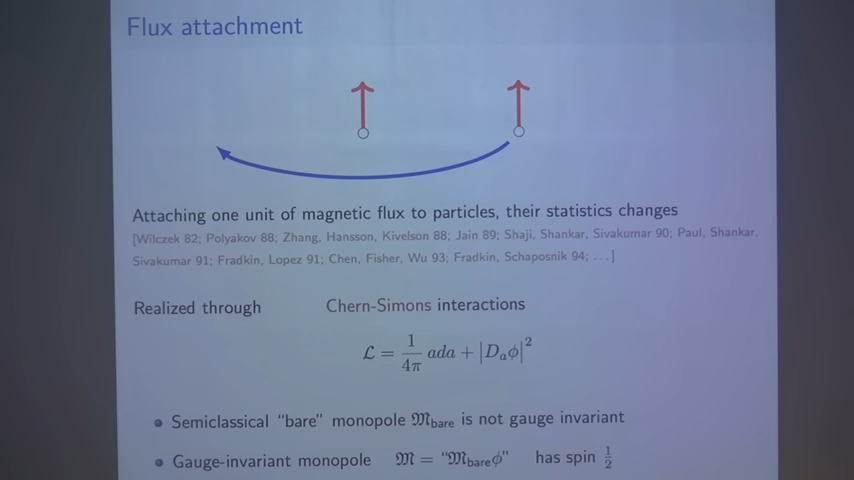 Flux attachment
Attaching one unit of magnetic flux to particles, their statistics changes
[Wilczek 82; Polyakov 88; Zhang, Hansson, Kivelson 88; Jain 89; Shaji, Shankar, Sivakumar 90; Paul, Shankar,
Sivakumar 91; Fradkin, Lopez 91; Chen, Fisher, Wu 93; Fradkin, Schaposnik 94; ...]
Realized through Chern-Simons interactions
ℒ = 1/4π ada + |D_a ϕ|²
• Semiclassical “bare” monopole 𝔐_bare is not gauge invariant
• Gauge-invariant monopole 𝔐 = “𝔐_bare ϕ” has spin 1/2